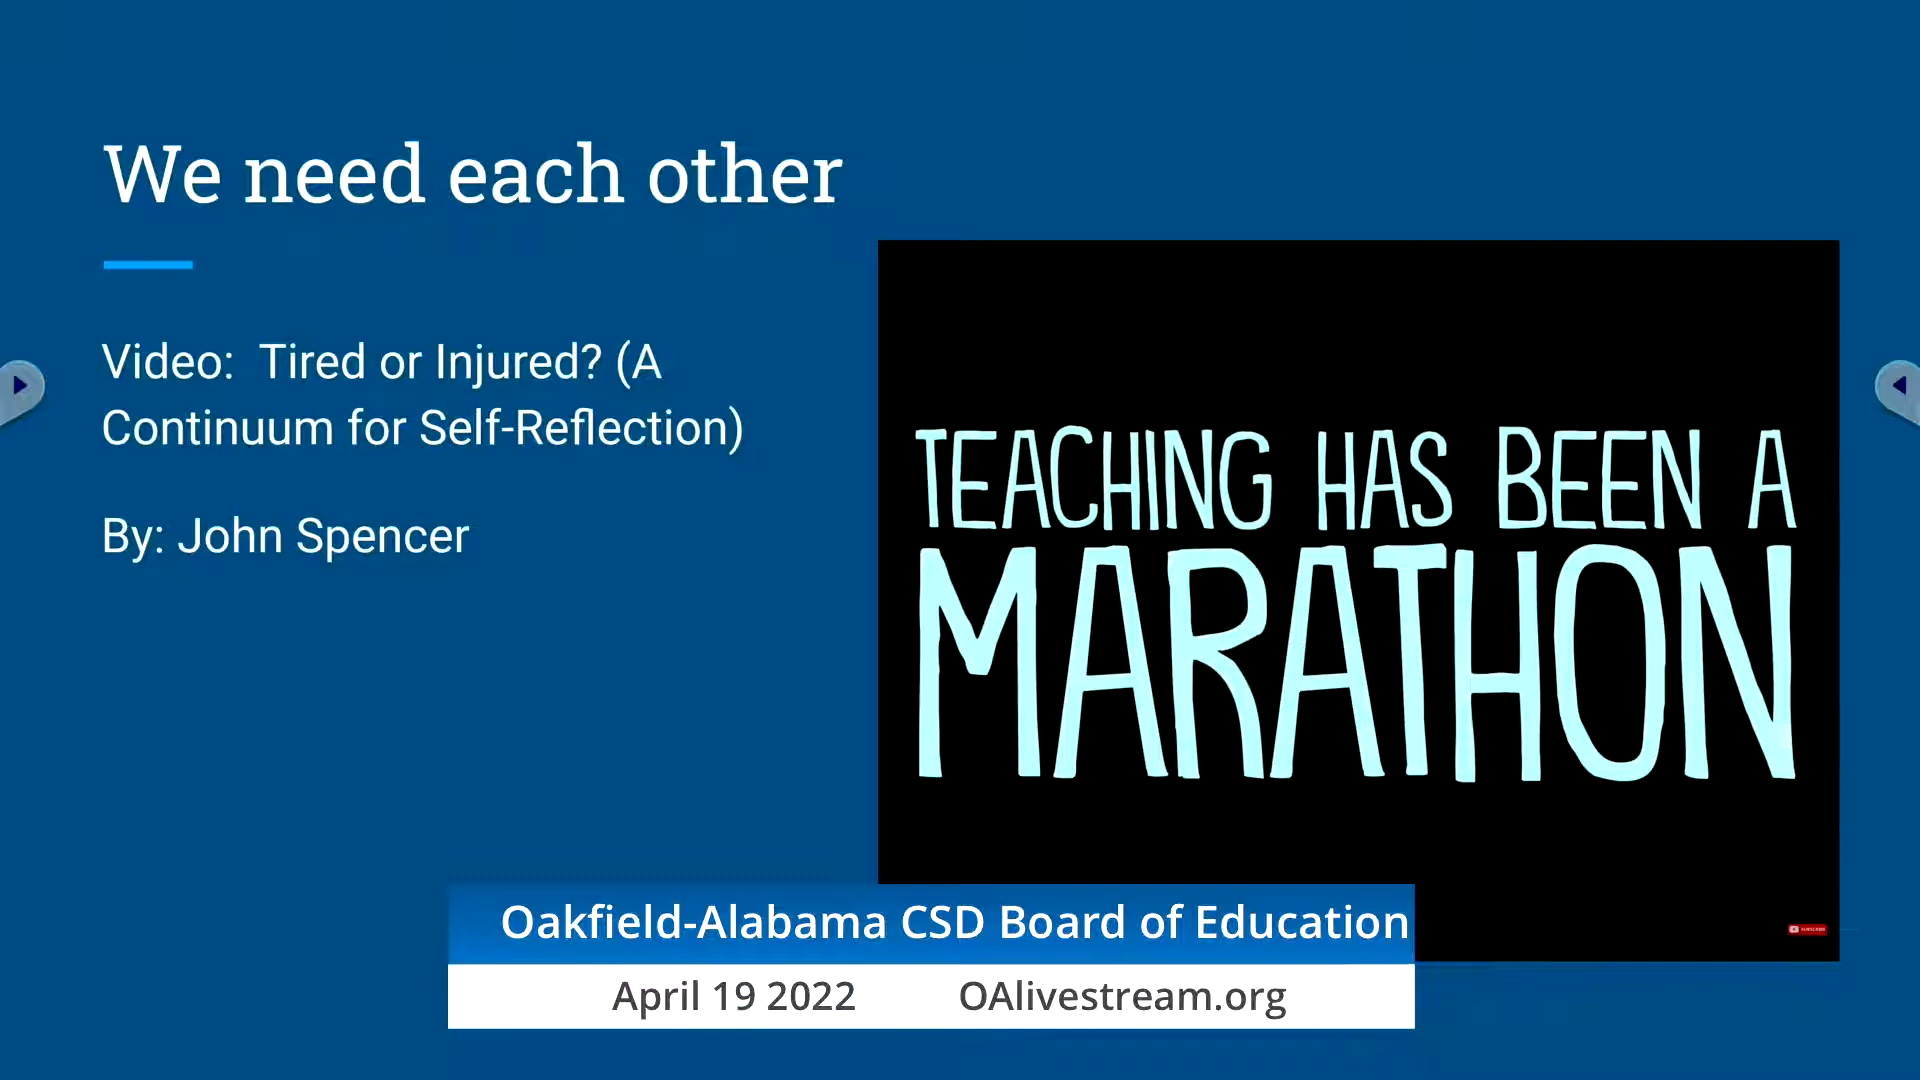 We need each other
Video:  Tired or Injured? (A
Continuum for Self-Reflection)
By: John Spencer
TEACHING HAS BEEN A
MARATHON
SUBSCRIBE
Oakfield-Alabama CSD Board of Education
April 19 2022 OAlivestream.org